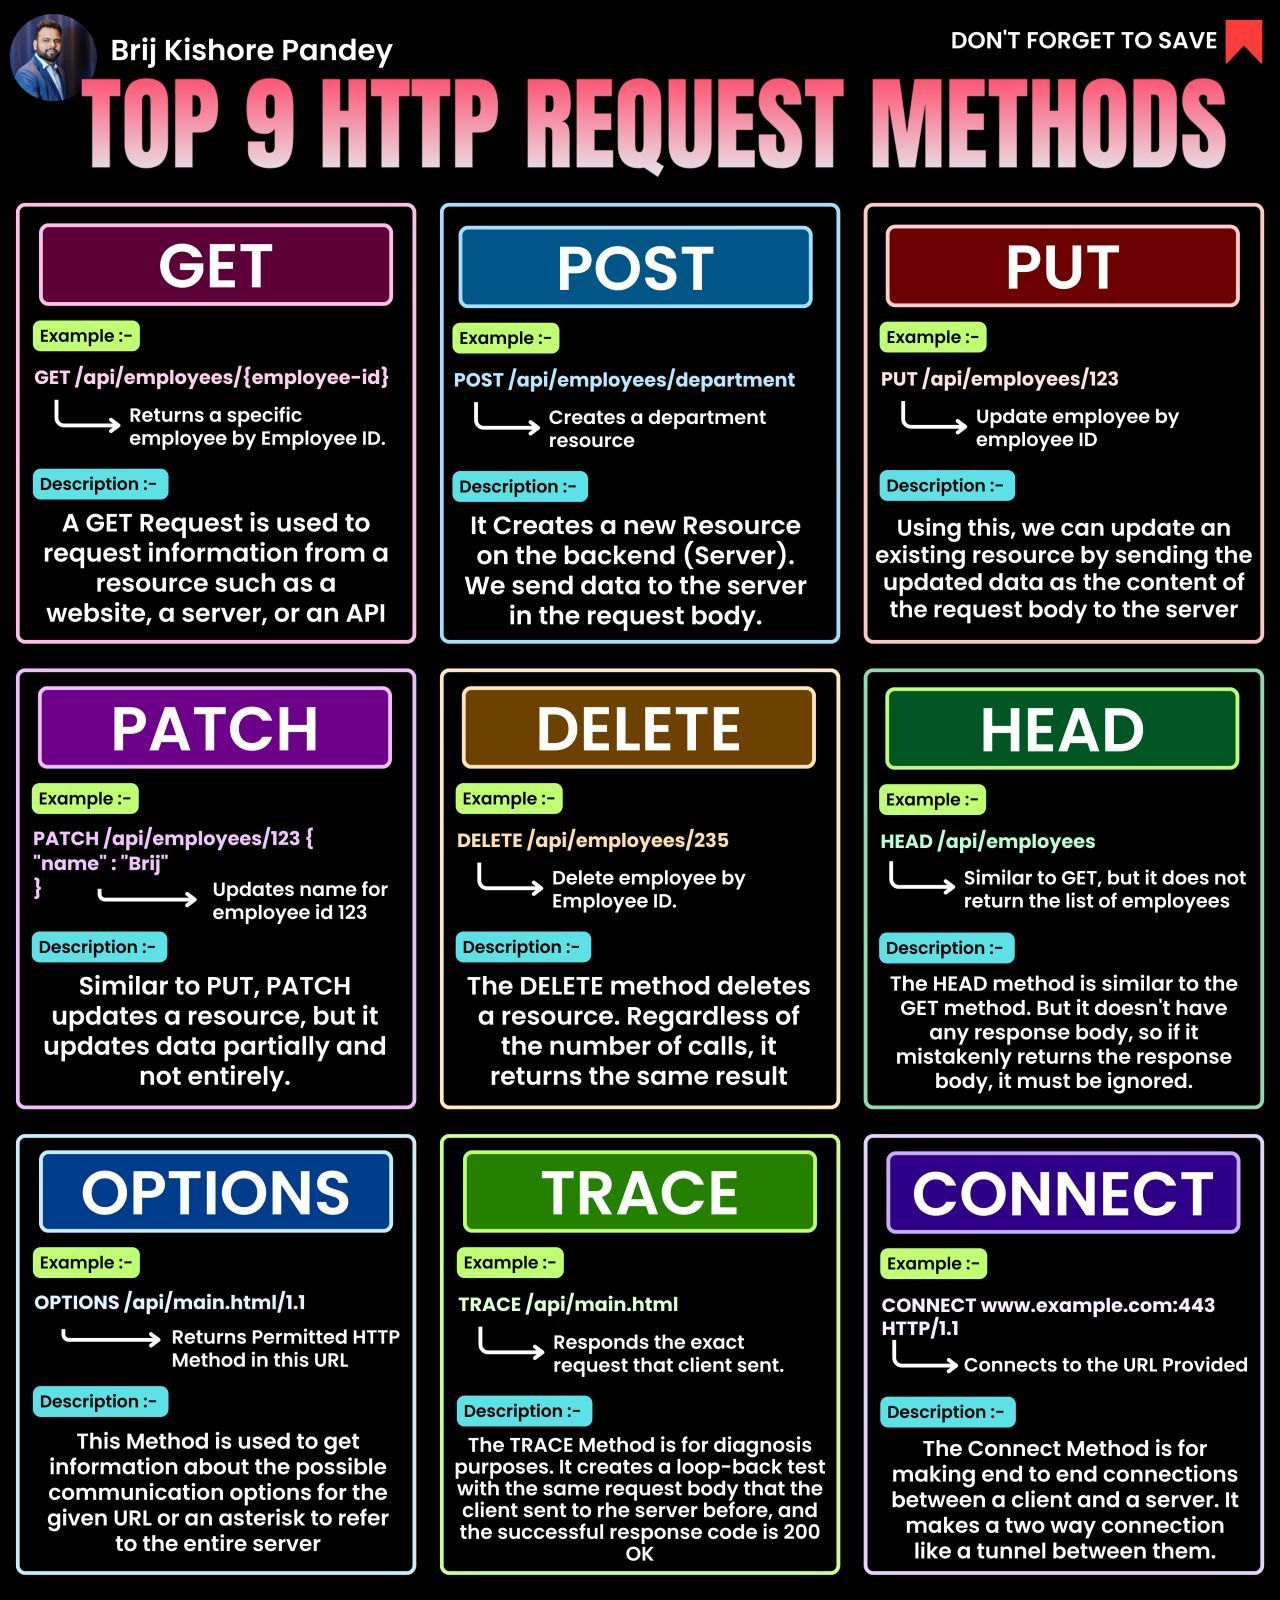 Brij Kishore Pandey
DON'T FORGET TO SAVE
TOP 9 HTTP REQUEST METHODS
GET
Example :-
GET /api/employees/{employee-id}
Returns a specific
employee by Employee ID.
Description :-
A GET Request is used to
request information from a
resource such as a
website, a server, or an API
POST
Example :-
POST /api/employees/department
Creates a department
resource
Description :-
It Creates a new Resource
on the backend (Server).
We send data to the server
in the request body.
PUT
Example :-
PUT /api/employees/123
Update employee by
employee ID
Description :-
Using this, we can update an
existing resource by sending the
updated data as the content of
the request body to the server
PATCH
Example :-
PATCH /api/employees/123 {
"name" : "Brij"
}
Updates name for
employee id 123
Description :-
Similar to PUT, PATCH
updates a resource, but it
updates data partially and
not entirely.
DELETE
Example :-
DELETE /api/employees/235
Delete employee by
Employee ID.
Description :-
The DELETE method deletes
a resource. Regardless of
the number of calls, it
returns the same result
HEAD
Example :-
HEAD /api/employees
Similar to GET, but it does not
return the list of employees
Description :-
The HEAD method is similar to the
GET method. But it doesn't have
any response body, so if it
mistakenly returns the response
body, it must be ignored.
OPTIONS
Example :-
OPTIONS /api/main.html/1.1
Returns Permitted HTTP
Method in this URL
Description :-
This Method is used to get
information about the possible
communication options for the
given URL or an asterisk to refer
to the entire server
TRACE
Example :-
TRACE /api/main.html
Responds the exact
request that client sent.
Description :-
The TRACE Method is for diagnosis
purposes. It creates a loop-back test
with the same request body that the
client sent to rhe server before, and
the successful response code is 200
OK
CONNECT
Example :-
CONNECT www.example.com:443
HTTP/1.1
Connects to the URL Provided
Description :-
The Connect Method is for
making end to end connections
between a client and a server. It
makes a two way connection
like a tunnel between them.